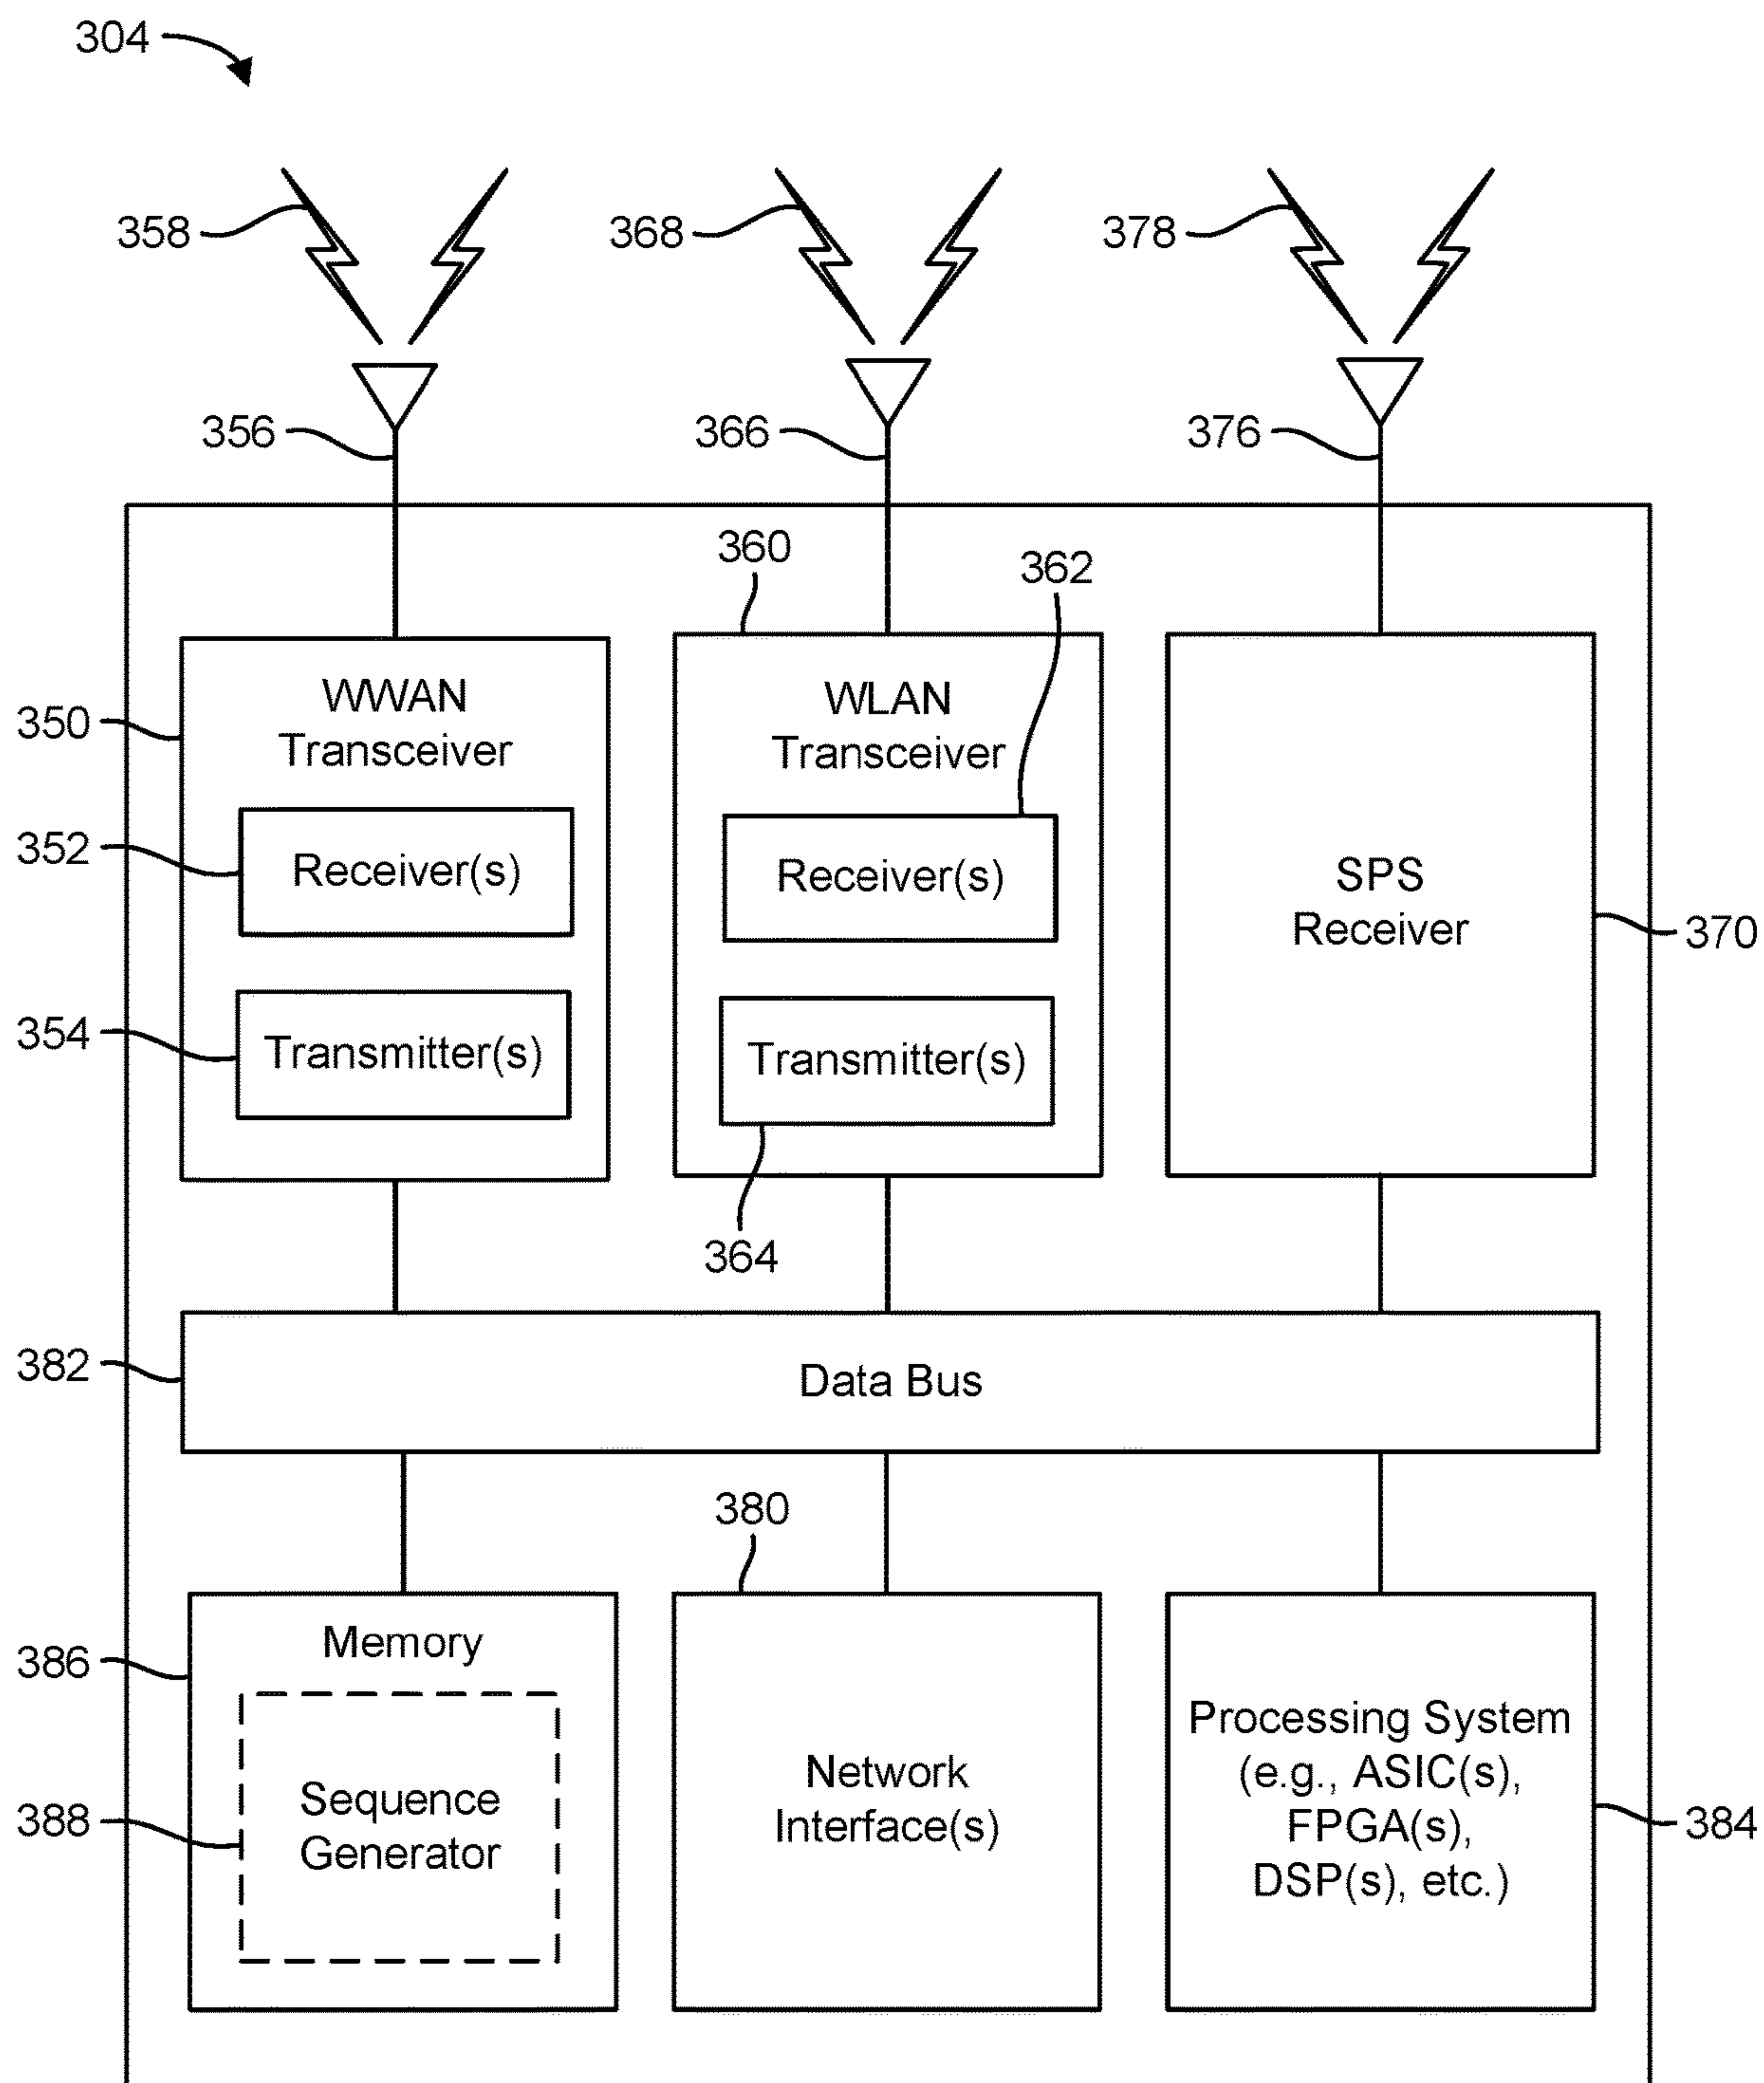 304
358
368
378
356
366
376
360
362
WWAN
Transceiver
350
WLAN
Transceiver
352
Receiver(s)
Receiver(s)
SPS
Receiver
370
354
Transmitter(s)
Transmitter(s)
364
382
Data Bus
380
386
Memory
388
Sequence
Generator
Network
Interface(s)
Processing System
(e.g., ASIC(s),
FPGA(s),
DSP(s), etc.)
384